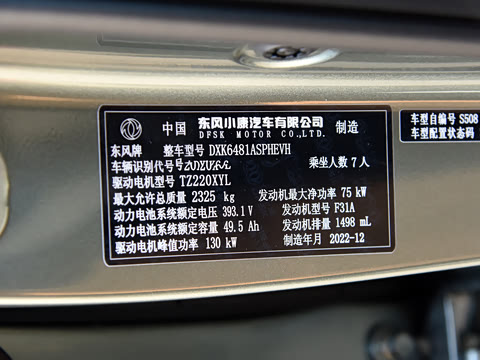 中国 东风小康汽车有限公司 制造
DFSK MOTOR CO.,LTD.
东风牌 整车型号 DXK6481ASPHEVH
车辆识别代号 乘坐人数 7人
驱动电机型号 TZ220XYL
最大允许总质量 2325 kg 发动机最大净功率 75 kW
动力电池系统额定电压 393.1V 发动机型号 F31A
动力电池系统额定容量 49.5 Ah 发动机排量 1498 mL
驱动电机峰值功率 130 kW 制造年月 2022-12
车型自编号 S508
车型配置状态码